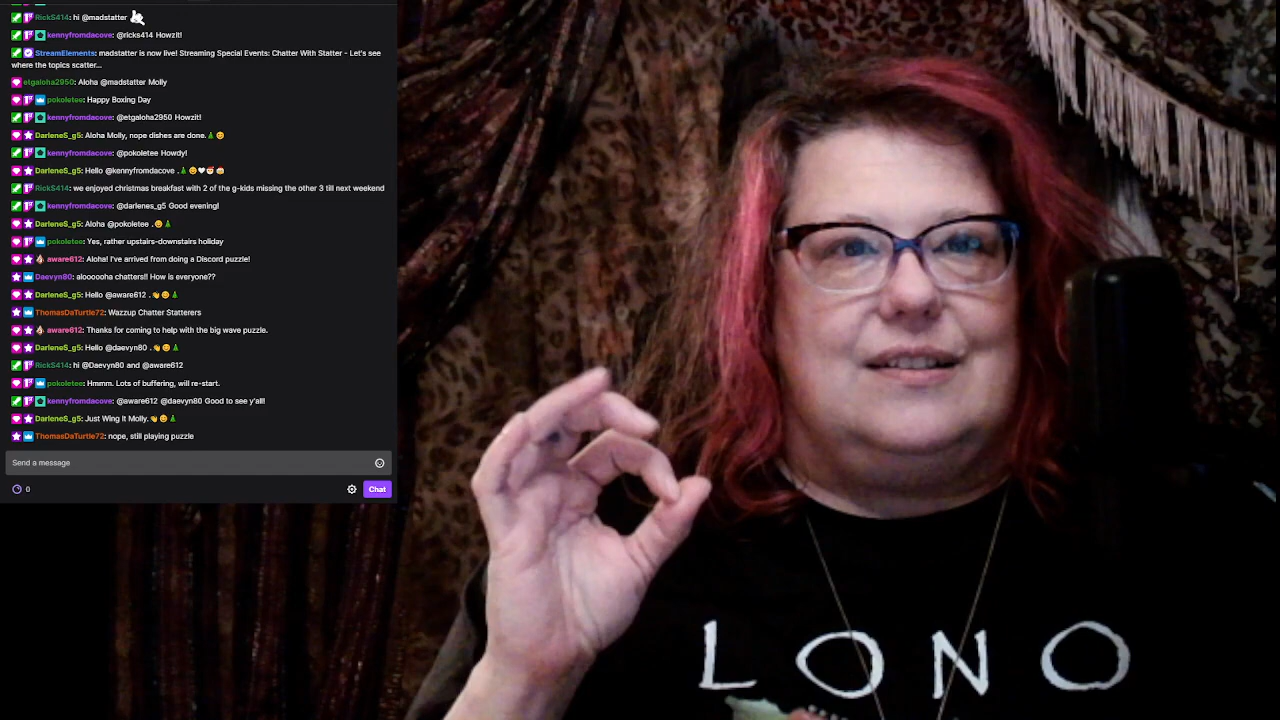 RickS414: hi @madstatter
kennyfromdacove: @ricks414 Howzit!
StreamElements: madstatter is now live! Streaming Special Events: Chatter With Statter - Let's see
where the topics scatter...
etgaloha2950: Aloha @madstatter Molly
pokoletee: Happy Boxing Day
kennyfromdacove: @etgaloha2950 Howzit!
DarleneS_g5: Aloha Molly, nope dishes are done.
kennyfromdacove: @pokoletee Howdy!
DarleneS_g5: Hello @kennyfromdacove .
RickS414: we enjoyed christmas breakfast with 2 of the g-kids missing the other 3 till next weekend
kennyfromdacove: @darlenes_g5 Good evening!
DarleneS_g5: Aloha @pokoletee .
pokoletee: Yes, rather upstairs-downstairs holiday
aware612: Aloha! I've arrived from doing a Discord puzzle!
Daevyn80: aloooooha chatters!! How is everyone??
DarleneS_g5: Hello @aware612 .
ThomasDaTurtle72: Wazzup Chatter Statterers
aware612: Thanks for coming to help with the big wave puzzle.
DarleneS_g5: Hello @daevyn80 .
RickS414: hi @Daevyn80 and @aware612
pokoletee: Hmmm. Lots of buffering, will re-start.
kennyfromdacove: @aware612 @daevyn80 Good to see y'all!
DarleneS_g5: Just Wing it Molly.
ThomasDaTurtle72: nope, still playing puzzle
Send a message
0
Chat
LONO